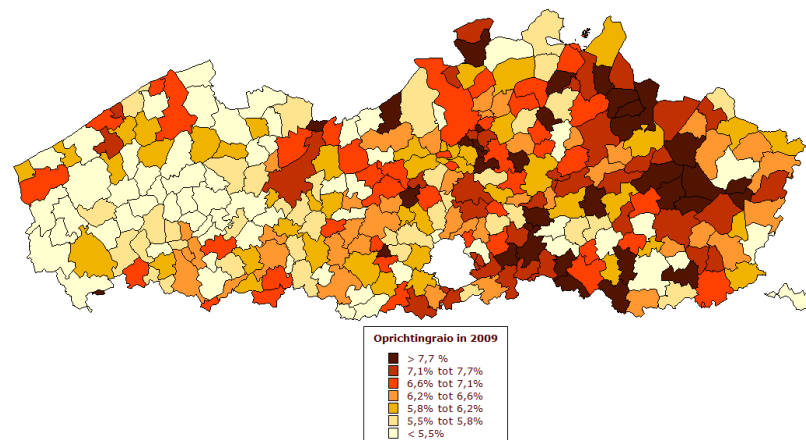 Oprichtingraio in 2009
> 7,7 %
7,1% tot 7,7%
6,6% tot 7,1%
6,2% tot 6,6%
5,8% tot 6,2%
5,5% tot 5,8%
< 5,5%